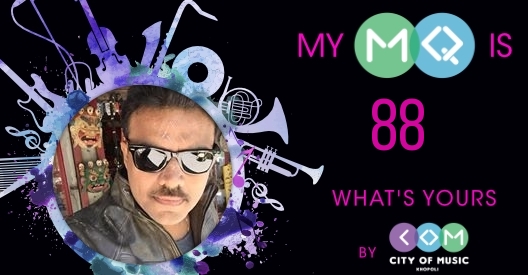 MY MQ IS
88
WHAT'S YOURS
BY COM
CITY OF MUSIC
KHOPOLI